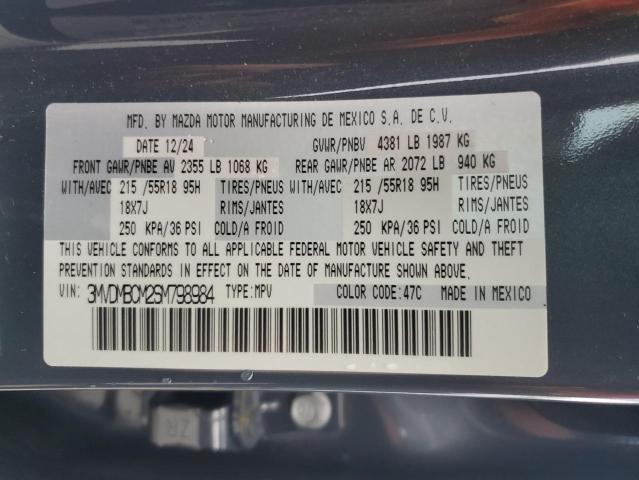 MFD. BY MAZDA MOTOR MANUFACTURING DE MEXICO S.A. DE C.V.
DATE 12/24 GVWR/PNBV 4381 LB 1987 KG
FRONT GAWR/PNBE AV 2355 LB 1068 KG REAR GAWR/PNBE AR 2072 LB 940 KG
WITH/AVEC 215 /55R18 95H TIRES/PNEUS WITH/AVEC 215 /55R18 95H TIRES/PNEUS
18X7J RIMS/JANTES 18X7J RIMS/JANTES
250 KPA/36 PSI COLD/A FROID 250 KPA/36 PSI COLD/A FROID
THIS VEHICLE CONFORMS TO ALL APPLICABLE FEDERAL MOTOR VEHICLE SAFETY AND THEFT
PREVENTION STANDARDS IN EFFECT ON THE DATE OF MANUFACTURE SHOWN ABOVE.
VIN: 3MVDMBCM2SM798984 TYPE:MPV COLOR CODE:47C MADE IN MEXICO
ZR